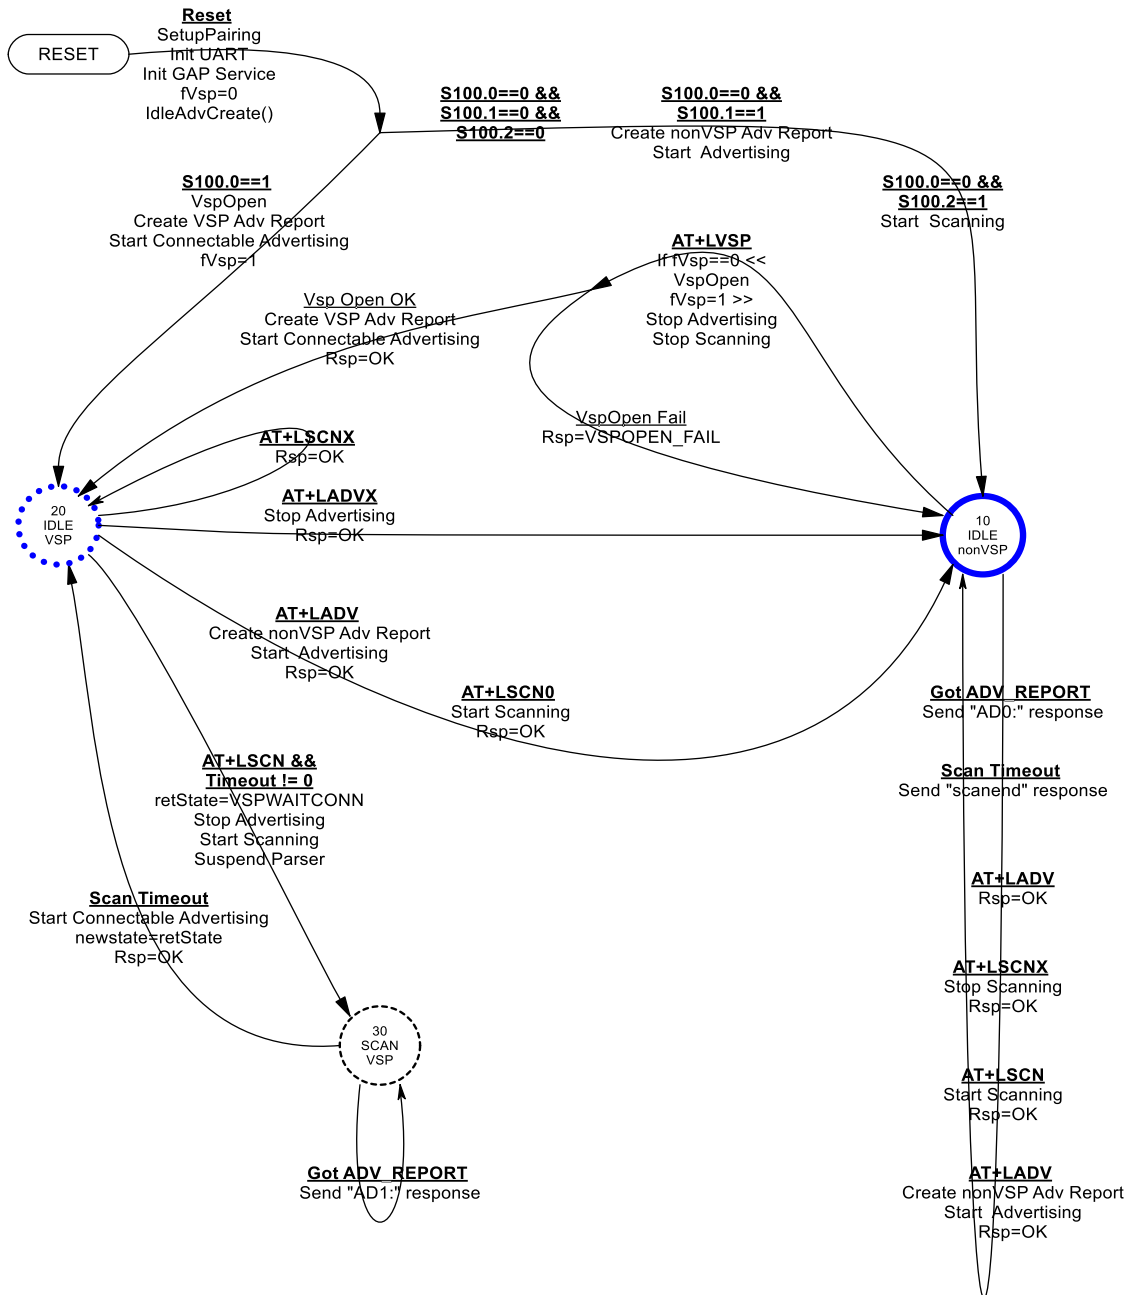 Reset
SetupPairing
RESET
Init UART
Init GAP Service
fVsp=0
IdleAdvCreate()
S100.0==0 &&
S100.1==0 &&
S100.2==0
S100.0==0 &&
S100.1==1
Create nonVSP Adv Report
Start  Advertising
S100.0==1
VspOpen
Create VSP Adv Report
Start Connectable Advertising
fVsp=1
S100.0==0 &&
S100.2==1
Start  Scanning
AT+LVSP
If fVsp==0 <<
VspOpen
fVsp=1 >>
Stop Advertising
Stop Scanning
Vsp Open OK
Create VSP Adv Report
Start Connectable Advertising
Rsp=OK
VspOpen Fail
Rsp=VSPOPEN_FAIL
AT+LSCNX
Rsp=OK
AT+LADVX
Stop Advertising
Rsp=OK
20
IDLE
VSP
10
IDLE
nonVSP
AT+LADV
Create nonVSP Adv Report
Start  Advertising
Rsp=OK
AT+LSCN0
Start Scanning
Rsp=OK
Got ADV_REPORT
Send "AD0:" response
AT+LSCN &&
Timeout != 0
retState=VSPWAITCONN
Stop Advertising
Start Scanning
Suspend Parser
Scan Timeout
Send "scanend" response
Scan Timeout
Start Connectable Advertising
newstate=retState
Rsp=OK
AT+LADV
Rsp=OK
AT+LSCNX
Stop Scanning
Rsp=OK
30
SCAN
VSP
AT+LSCN
Start Scanning
Rsp=OK
Got ADV_REPORT
Send "AD1:" response
AT+LADV
Create nonVSP Adv Report
Start  Advertising
Rsp=OK